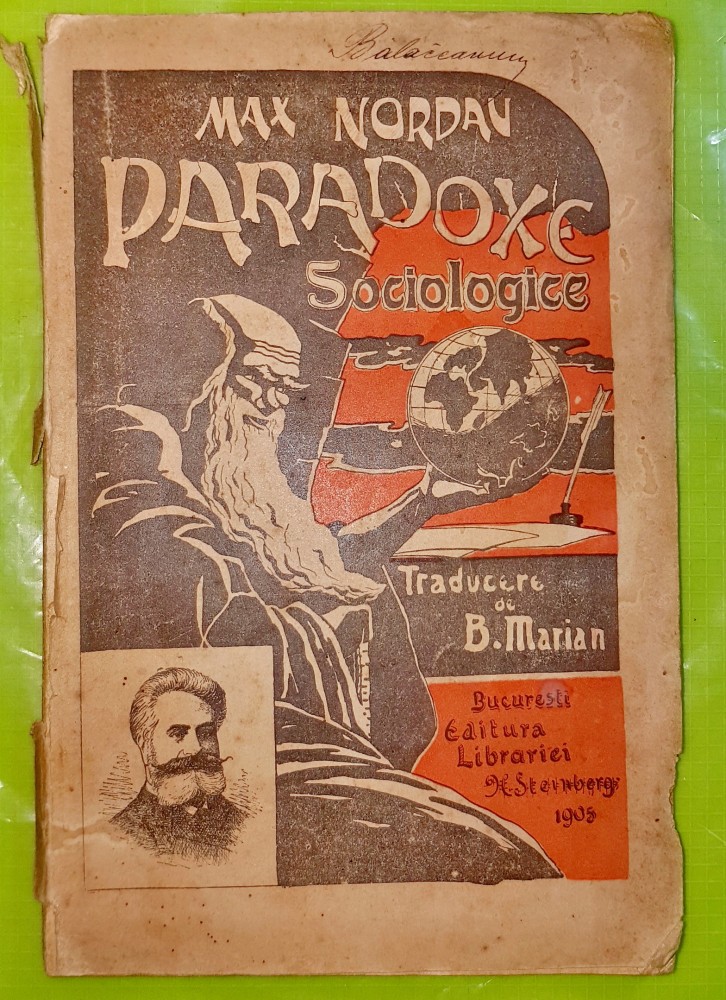 Bălăceanu
MAX NORDAU
PARADOXE
Sociologice
Traducere
de
B. Marian
Bucuresti
Editura
Librariei
H. Steinberg
1905